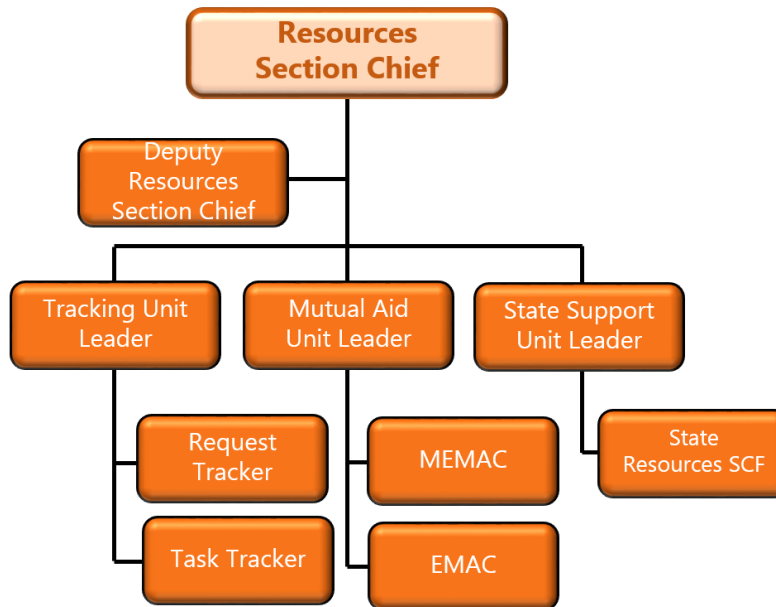 Resources
Section Chief
Deputy
Resources
Section Chief
Tracking Unit
Leader
Mutual Aid
Unit Leader
State Support
Unit Leader
Request
Tracker
MEMAC
State
Resources SCF
Task Tracker
EMAC